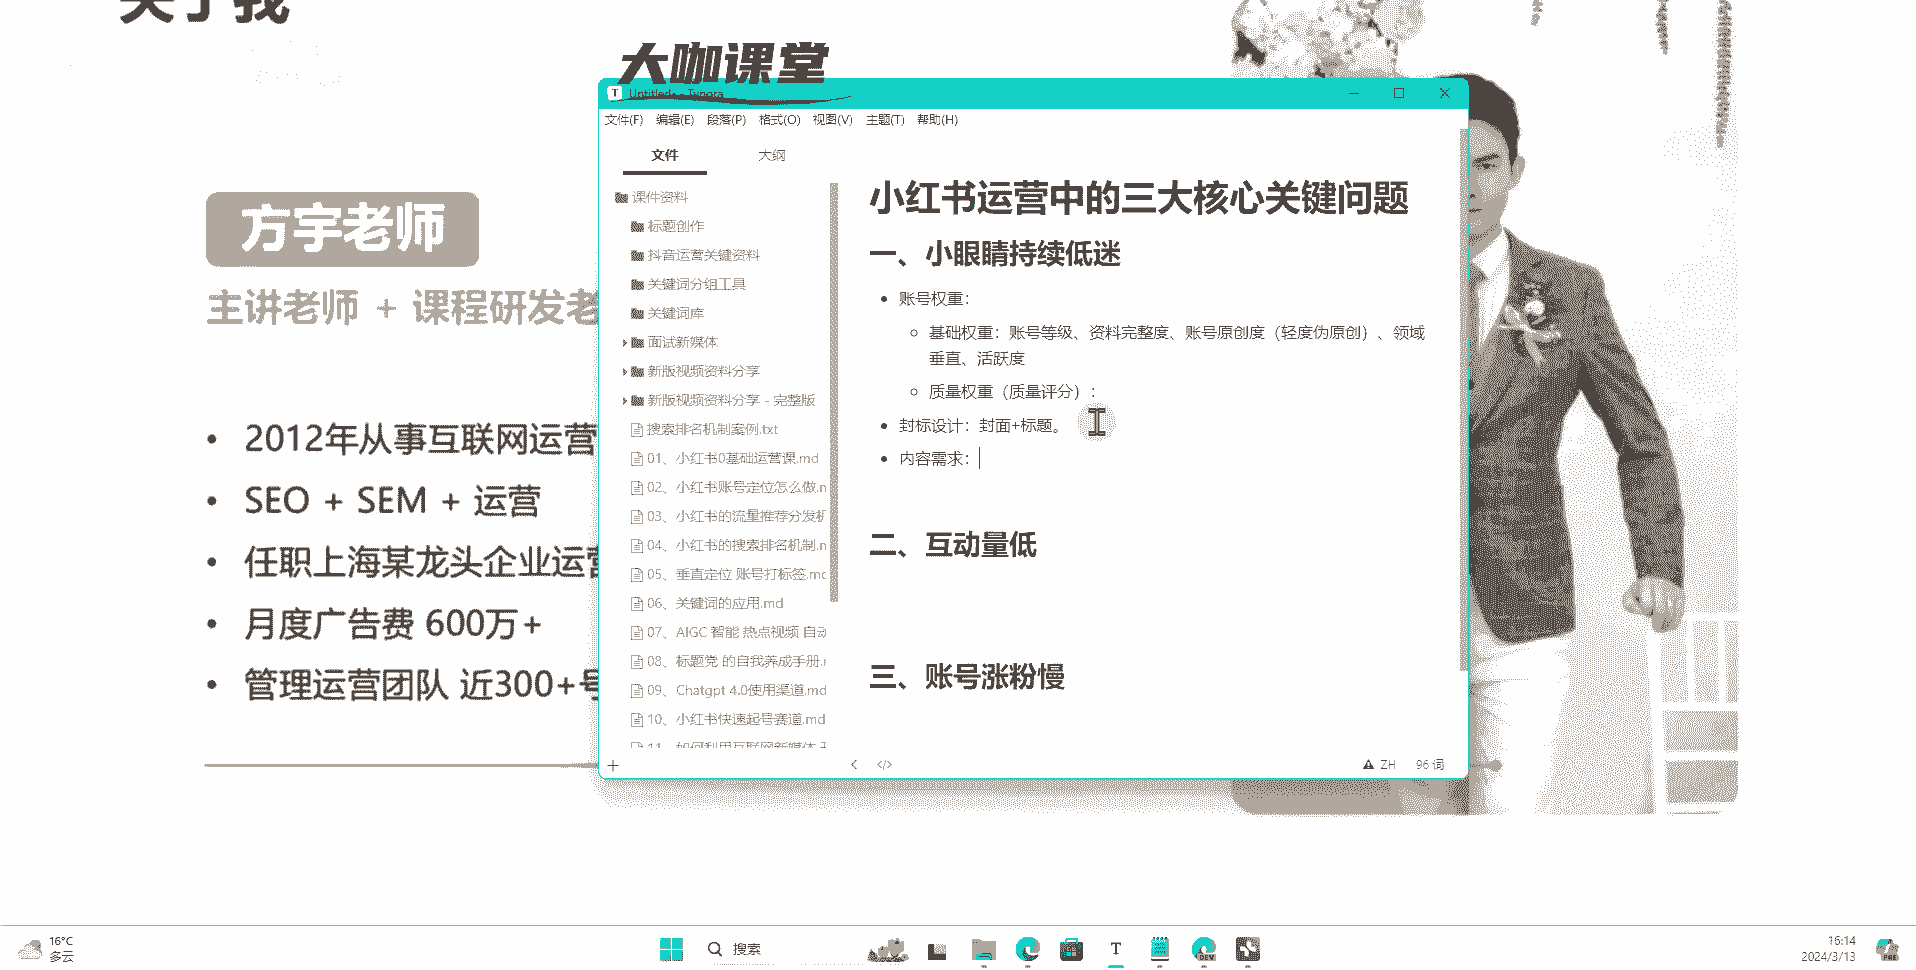 关于我
大咖课堂
Untitled• - Typora
文件(F) 编辑(E) 段落(P) 格式(O) 视图(V) 主题(T) 帮助(H)
文件 大纲
课件资料
标题创作
抖音运营关键资料
关键词分组工具
关键词库
面试新媒体
新版视频资料分享
新版视频资料分享 - 完整版
搜索排名机制案例.txt
01、小红书0基础运营课.md
02、小红书账号定位怎么做.m
03、小红书的流量推荐分发机
04、小红书的搜索排名机制.m
05、垂直定位 账号打标签.mc
06、关键词的应用.md
07、AIGC 智能 热点视频 自动
08、标题党 的自我养成手册.r
09、Chatgpt 4.0使用渠道.md
10、小红书快速起号赛道.md
11、如何利用互联网新媒体
小红书运营中的三大核心关键问题
一、小眼睛持续低迷
账号权重：
基础权重：账号等级、资料完整度、账号原创度（轻度伪原创）、领域
垂直、活跃度
质量权重（质量评分）：
封标设计：封面+标题。
内容需求：
二、互动量低
三、账号涨粉慢
ZH 96 词
方宇老师
主讲老师 + 课程研发老
2012年从事互联网运营
SEO + SEM + 运营
任职上海某龙头企业运营
月度广告费 600万+
管理运营团队 近300+号
16°C
多云
搜索
T
DEV
16:14
2024/3/13
PRE